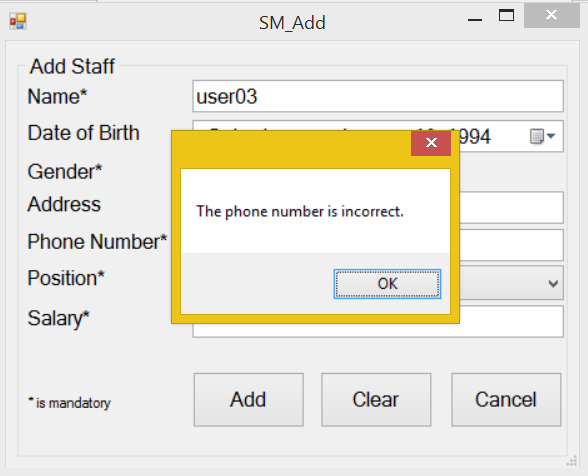 SM_Add
Add Staff
Name*
user03
Date of Birth
1994
Gender*
Address
The phone number is incorrect.
Phone Number*
Position*
OK
Salary*
* is mandatory
Add
Clear
Cancel